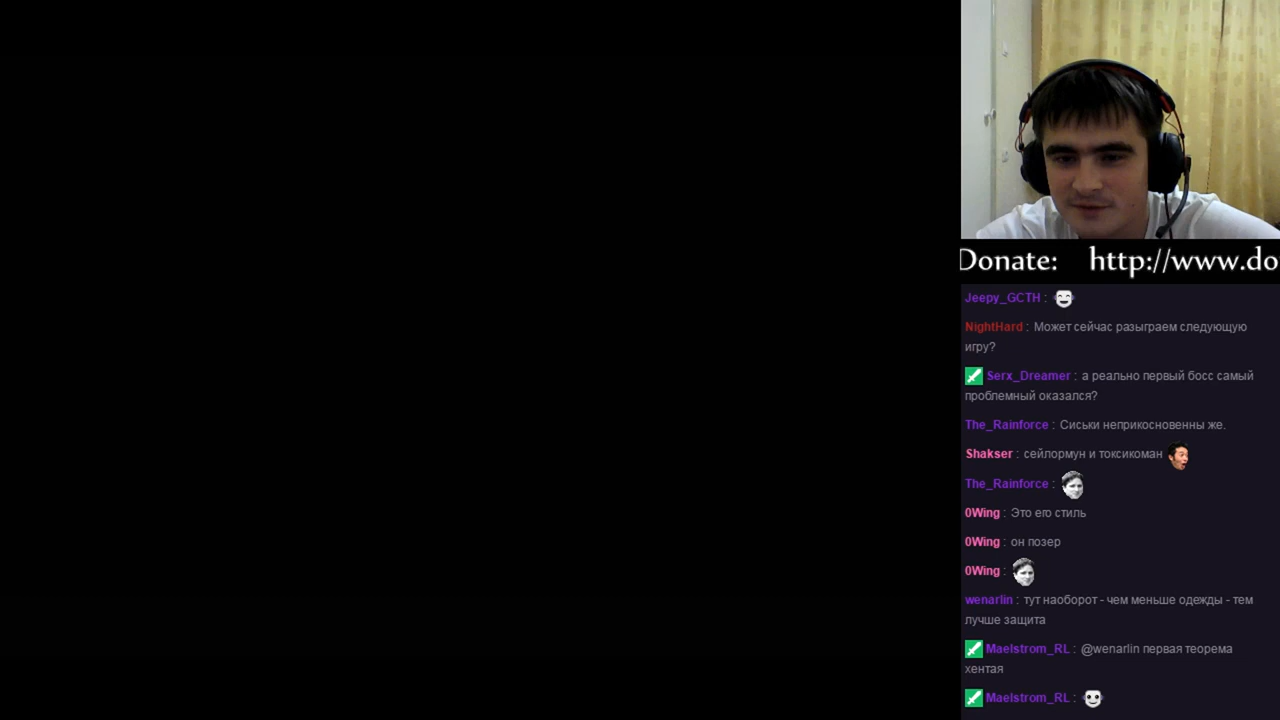 Donate: http://www.do
Jeepy_GCTH :
NightHard : Может сейчас разыграем следующую
игру?
Serx_Dreamer : а реально первый босс самый
проблемный оказался?
The_Rainforce : Сиськи неприкосновенны же.
Shakser : сейлормун и токсикоман
The_Rainforce :
0Wing : Это его стиль
0Wing : он позер
0Wing :
wenarlin : тут наоборот - чем меньше одежды - тем
лучше защита
Maelstrom_RL : @wenarlin первая теорема
хентая
Maelstrom_RL :